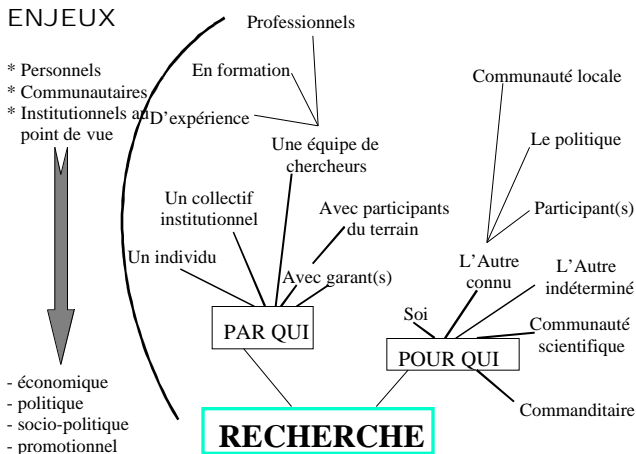 ENJEUX
* Personnels
* Communautaires
* Institutionnels au
point de vue
- économique
- politique
- socio-politique
- promotionnel
Professionnels
En formation
D'expérience
Une équipe de
chercheurs
Un collectif
institutionnel
Avec participants
du terrain
Un individu
Avec garant(s)
PAR QUI
Communauté locale
Le politique
Participant(s)
L'Autre
connu
L'Autre
indéterminé
Soi
Communauté
scientifique
POUR QUI
Commanditaire
RECHERCHE